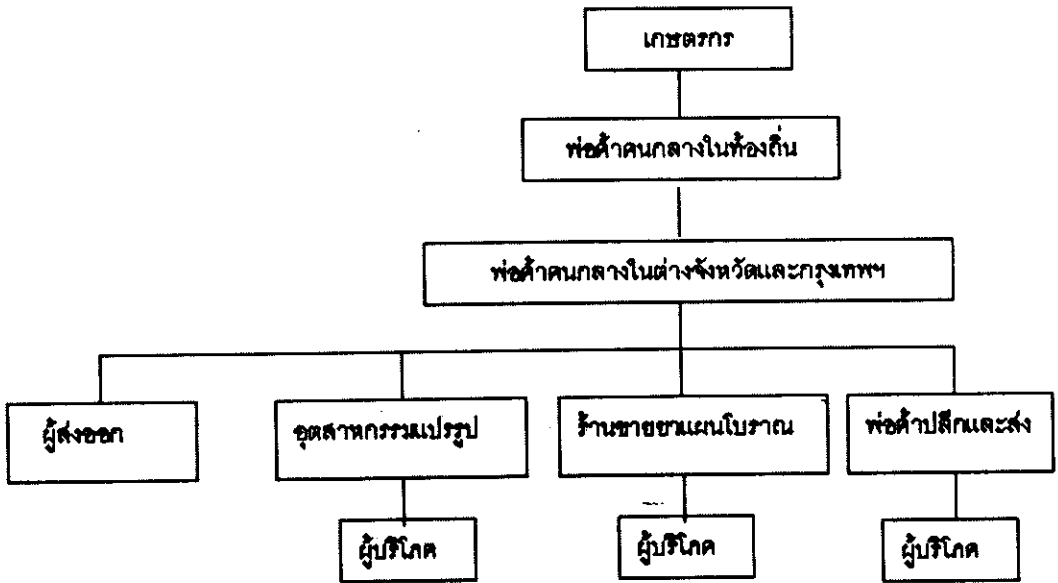 เกษตรกร
พ่อค้าคนกลางในท้องถิ่น
พ่อค้าคนกลางในต่างจังหวัดและกรุงเทพฯ
ผู้ส่งออก
อุตสาหกรรมแปรรูป
ร้านขายยาแผนโบราณ
พ่อค้าปลีกและส่ง
ผู้บริโภค
ผู้บริโภค
ผู้บริโภค